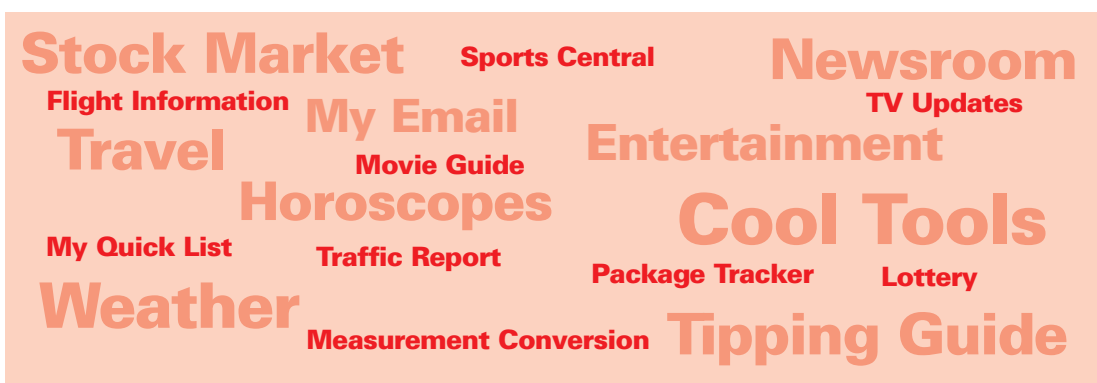 Stock Market
Sports Central
Newsroom
Flight Information
My Email
TV Updates
Travel
Movie Guide
Entertainment
Horoscopes
Cool Tools
My Quick List
Traffic Report
Package Tracker
Lottery
Weather
Measurement Conversion
Tipping Guide